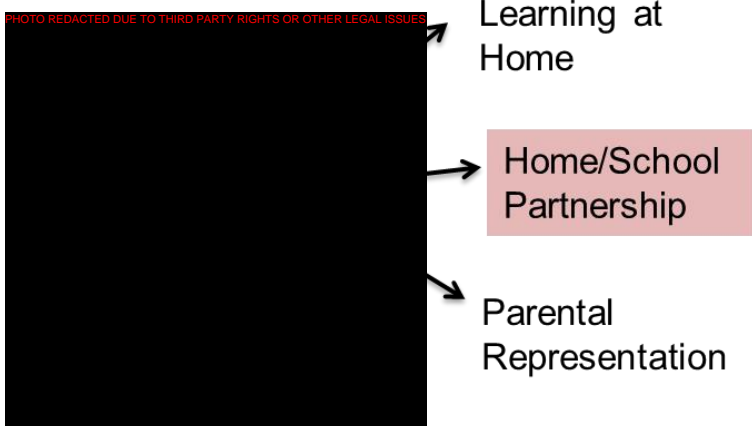 PHOTO REDACTED DUE TO THIRD PARTY RIGHTS OR OTHER LEGAL ISSUES
Learning at
Home
Home/School
Partnership
Parental
Representation